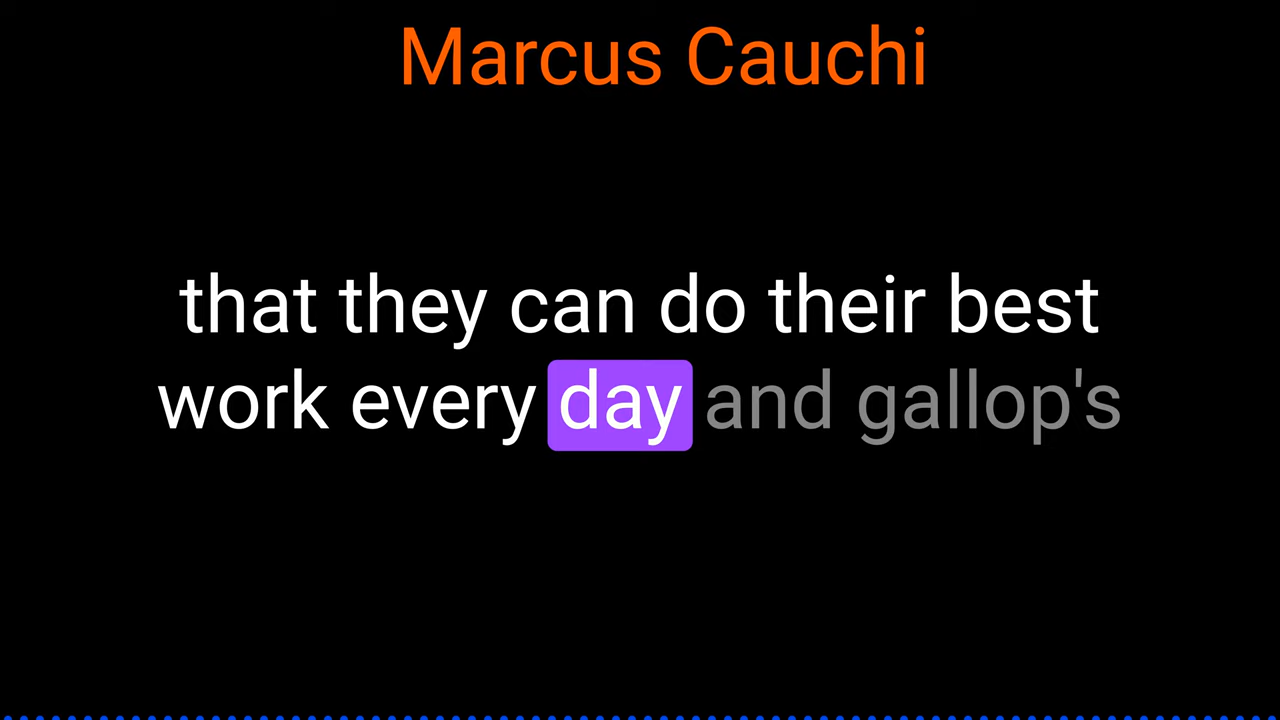 Marcus Cauchi
that they can do their best
work every day and gallop's